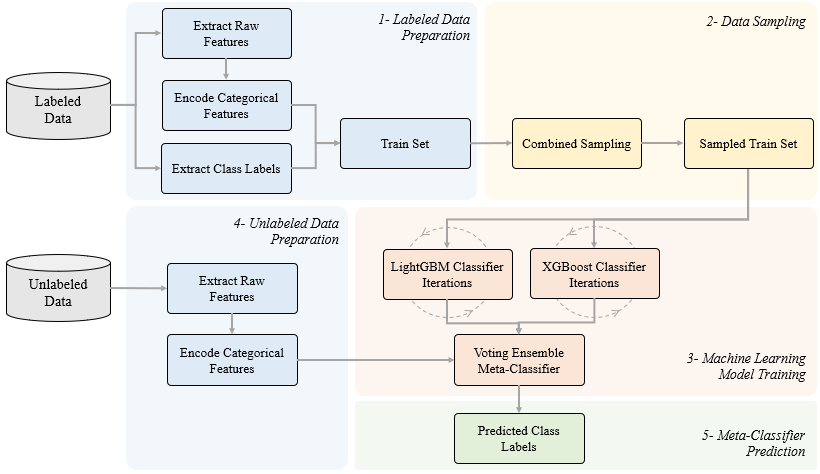 Extract Raw
Features
1- Labeled Data
Preparation
2- Data Sampling
Labeled
Data
Encode Categorical
Features
Train Set
Combined Sampling
Sampled Train Set
Extract Class Labels
4- Unlabeled Data
Preparation
Unlabeled
Data
Extract Raw
Features
LightGBM Classifier
Iterations
XGBoost Classifier
Iterations
Encode Categorical
Features
Voting Ensemble
Meta-Classifier
3- Machine Learning
Model Training
Predicted Class
Labels
5- Meta-Classifier
Prediction